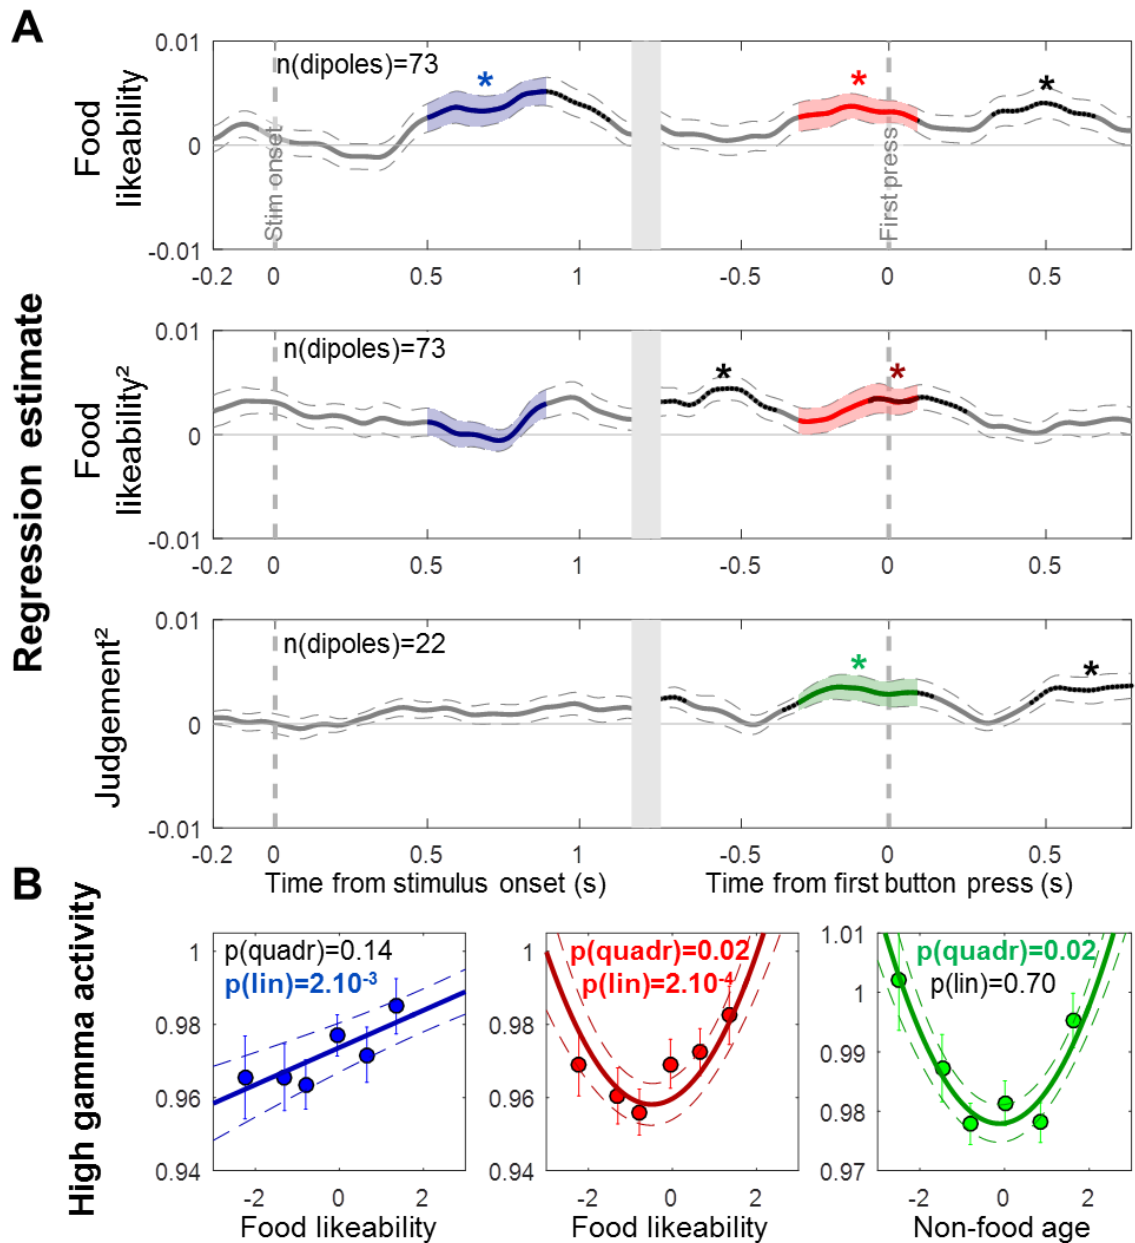 A
Regression estimate
Food
likeability
0.01
0
-0.01
n(dipoles)=73
*
*
*
Stim onset
First press
-0.2 0 0.5 1 -0.5 0 0.5
Food
likeability²
0.01
0
-0.01
n(dipoles)=73
*
*
-0.2 0 0.5 1 -0.5 0 0.5
Judgement²
0.01
0
-0.01
n(dipoles)=22
*
*
-0.2 0 0.5 1 -0.5 0 0.5
Time from stimulus onset (s)
Time from first button press (s)
B
High gamma activity
1
0.98
0.96
0.94
p(quadr)=0.14
p(lin)=2.10⁻³
-2 0 2
Food likeability
1
0.98
0.96
0.94
p(quadr)=0.02
p(lin)=2.10⁻⁴
-2 0 2
Food likeability
1.01
1
0.99
0.98
0.97
p(quadr)=0.02
p(lin)=0.70
-2 0 2
Non-food age